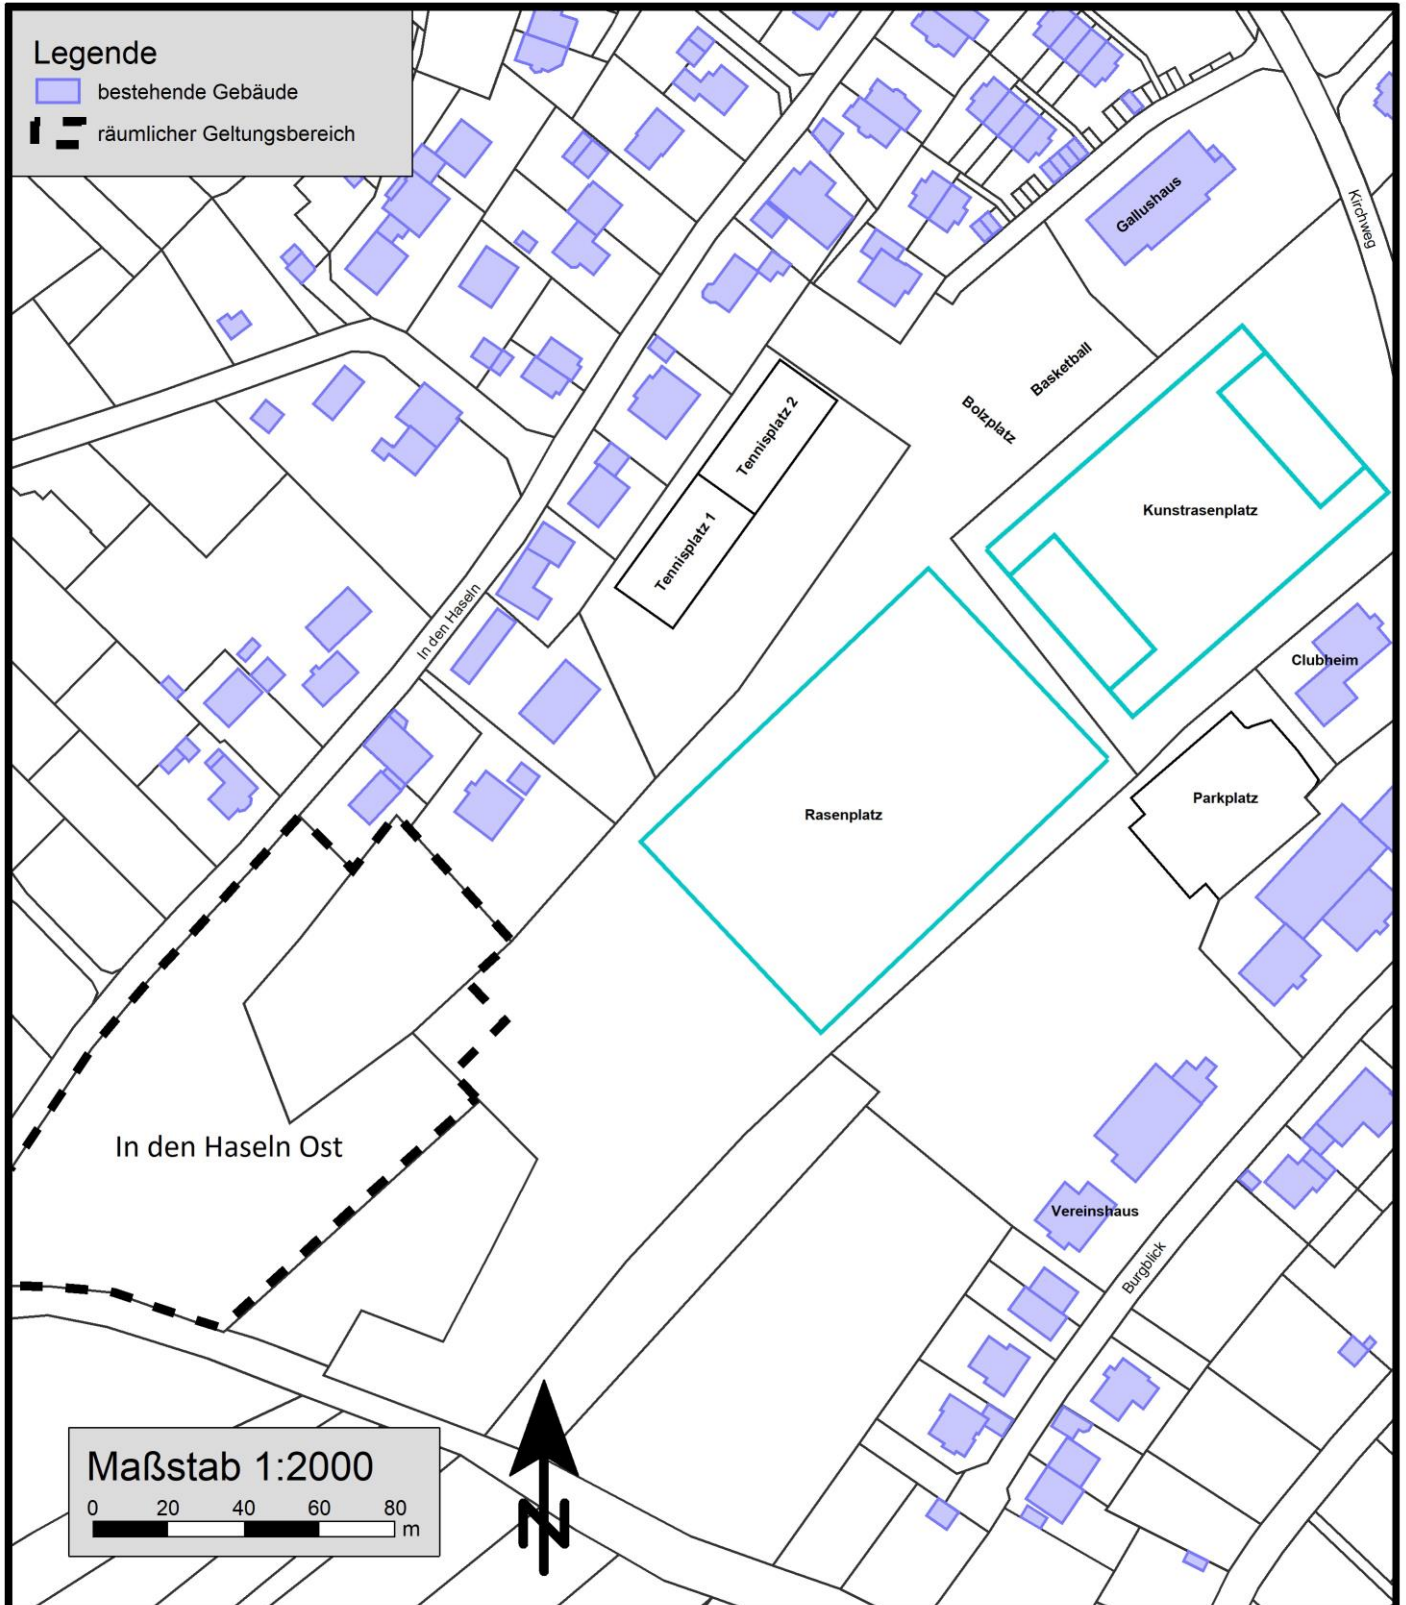 Legende
bestehende Gebäude
räumlicher Geltungsbereich
Gallushaus
Kirchweg
Basketball
Bolzplatz
Tennisplatz 2
Tennisplatz 1
Kunstrasenplatz
In den Haseln
Clubheim
Parkplatz
Rasenplatz
In den Haseln Ost
Vereinshaus
Burgblick
Maßstab 1:2000
0 20 40 60 80
m
N